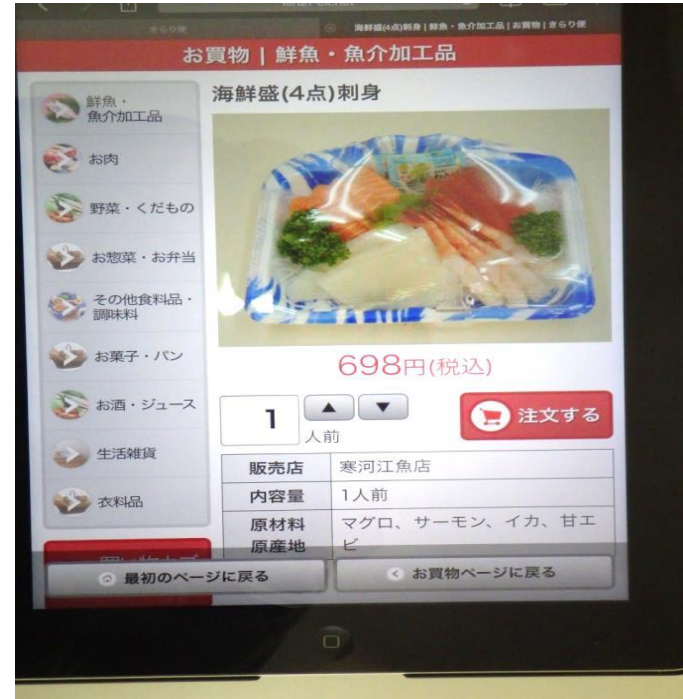 きらり便
海鮮盛(4点)刺身 | 鮮魚・魚介加工品 | お買物 | きらり便
お買物 | 鮮魚・魚介加工品
鮮魚・
魚介加工品
お肉
野菜・くだもの
お惣菜・お弁当
その他食料品・
調味料
お菓子・パン
お酒・ジュース
生活雑貨
衣料品
海鮮盛(4点)刺身
698円(税込)
1
人前
▲
▼
注文する
販売店 寒河江魚店
内容量 1人前
原材料 マグロ、サーモン、イカ、甘エ
原産地 ビ
最初のページに戻る
お買物ページに戻る